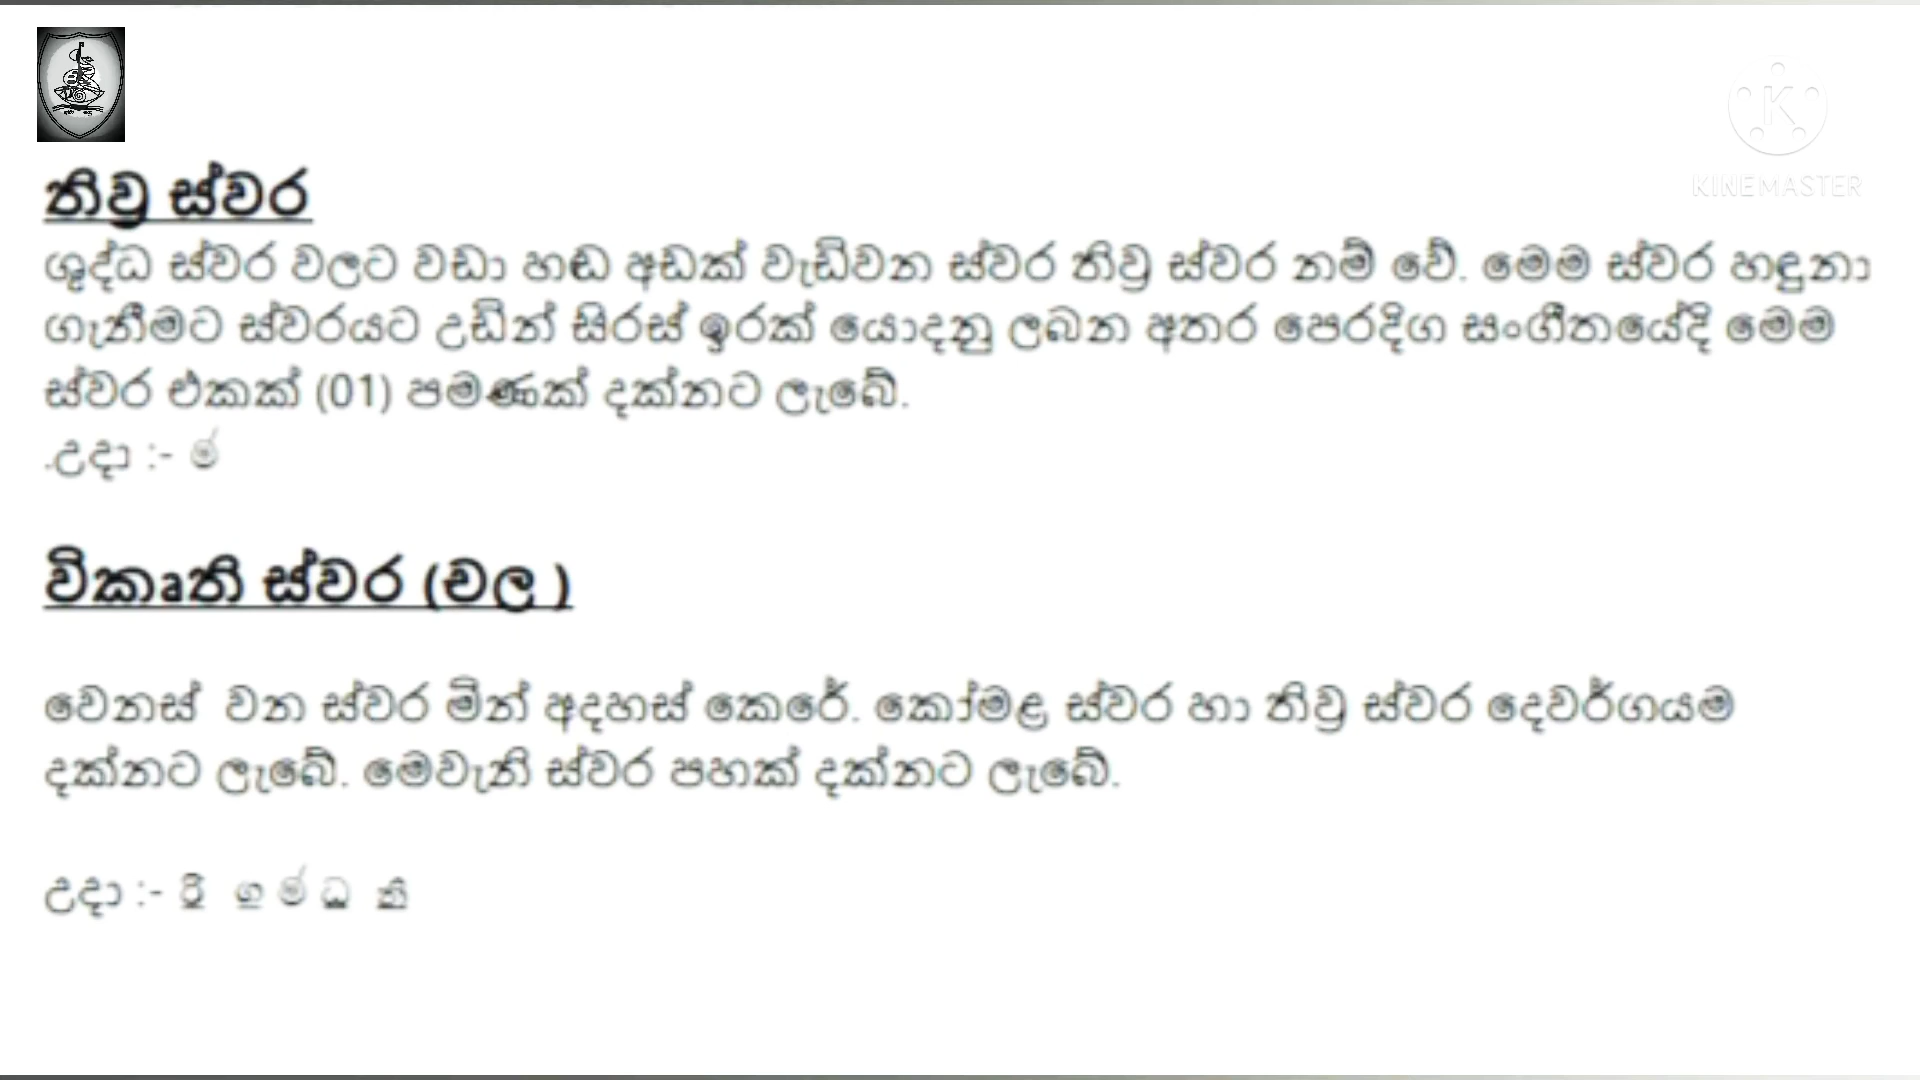 KINEMASTER
තිව්‍ර ස්වර
ශුද්ධ ස්වර වලට වඩා හඬ අඩක් වැඩිවන ස්වර තිව්‍ර ස්වර නම් වේ. මෙම ස්වර හඳුනා
ගැනීමට ස්වරයට උඩින් සිරස් ඉරක් යොදනු ලබන අතර පෙරදිග සංගීතයේදි මෙම
ස්වර එකක් (01) පමණක් දක්නට ලැබේ.
.උදා :- ම॑
විකෘති ස්වර (චල )
වෙනස් වන ස්වර මින් අදහස් කෙරේ. කෝමළ ස්වර හා තිව්‍ර ස්වර දෙවර්ගයම
දක්නට ලැබේ. මෙවැනි ස්වර පහක් දක්නට ලැබේ.
උදා :- රි॒ ග॒ ම॑ ධ॒ නි॒